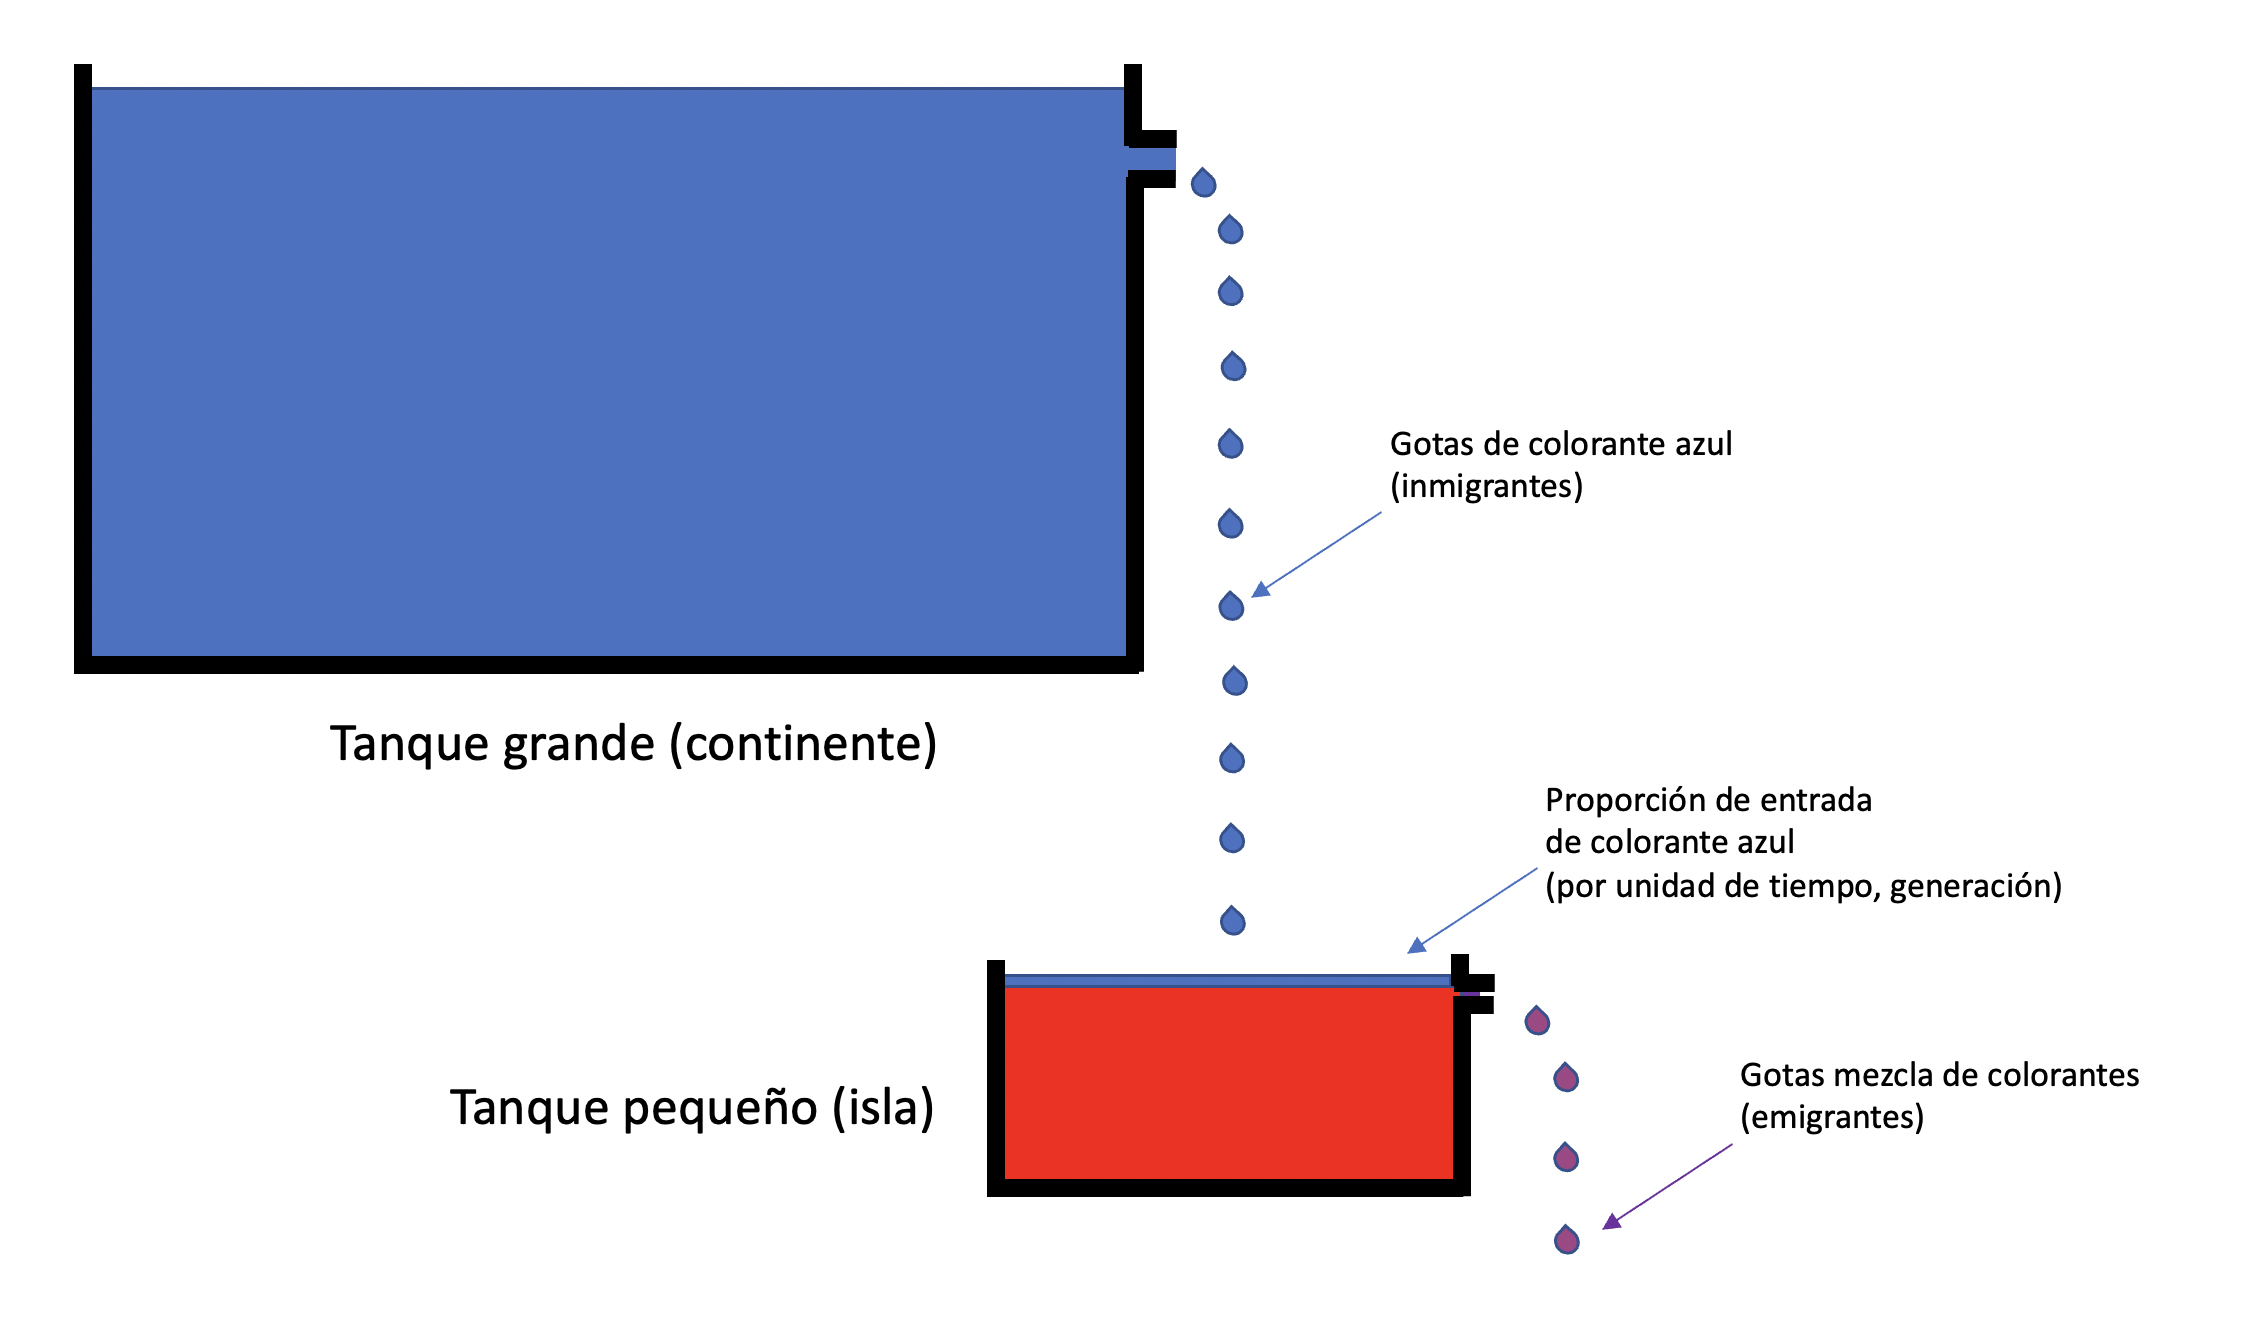 Gotas de colorante azul
(inmigrantes)
Tanque grande (continente)
Proporción de entrada
de colorante azul
(por unidad de tiempo, generación)
Tanque pequeño (isla)
Gotas mezcla de colorantes
(emigrantes)